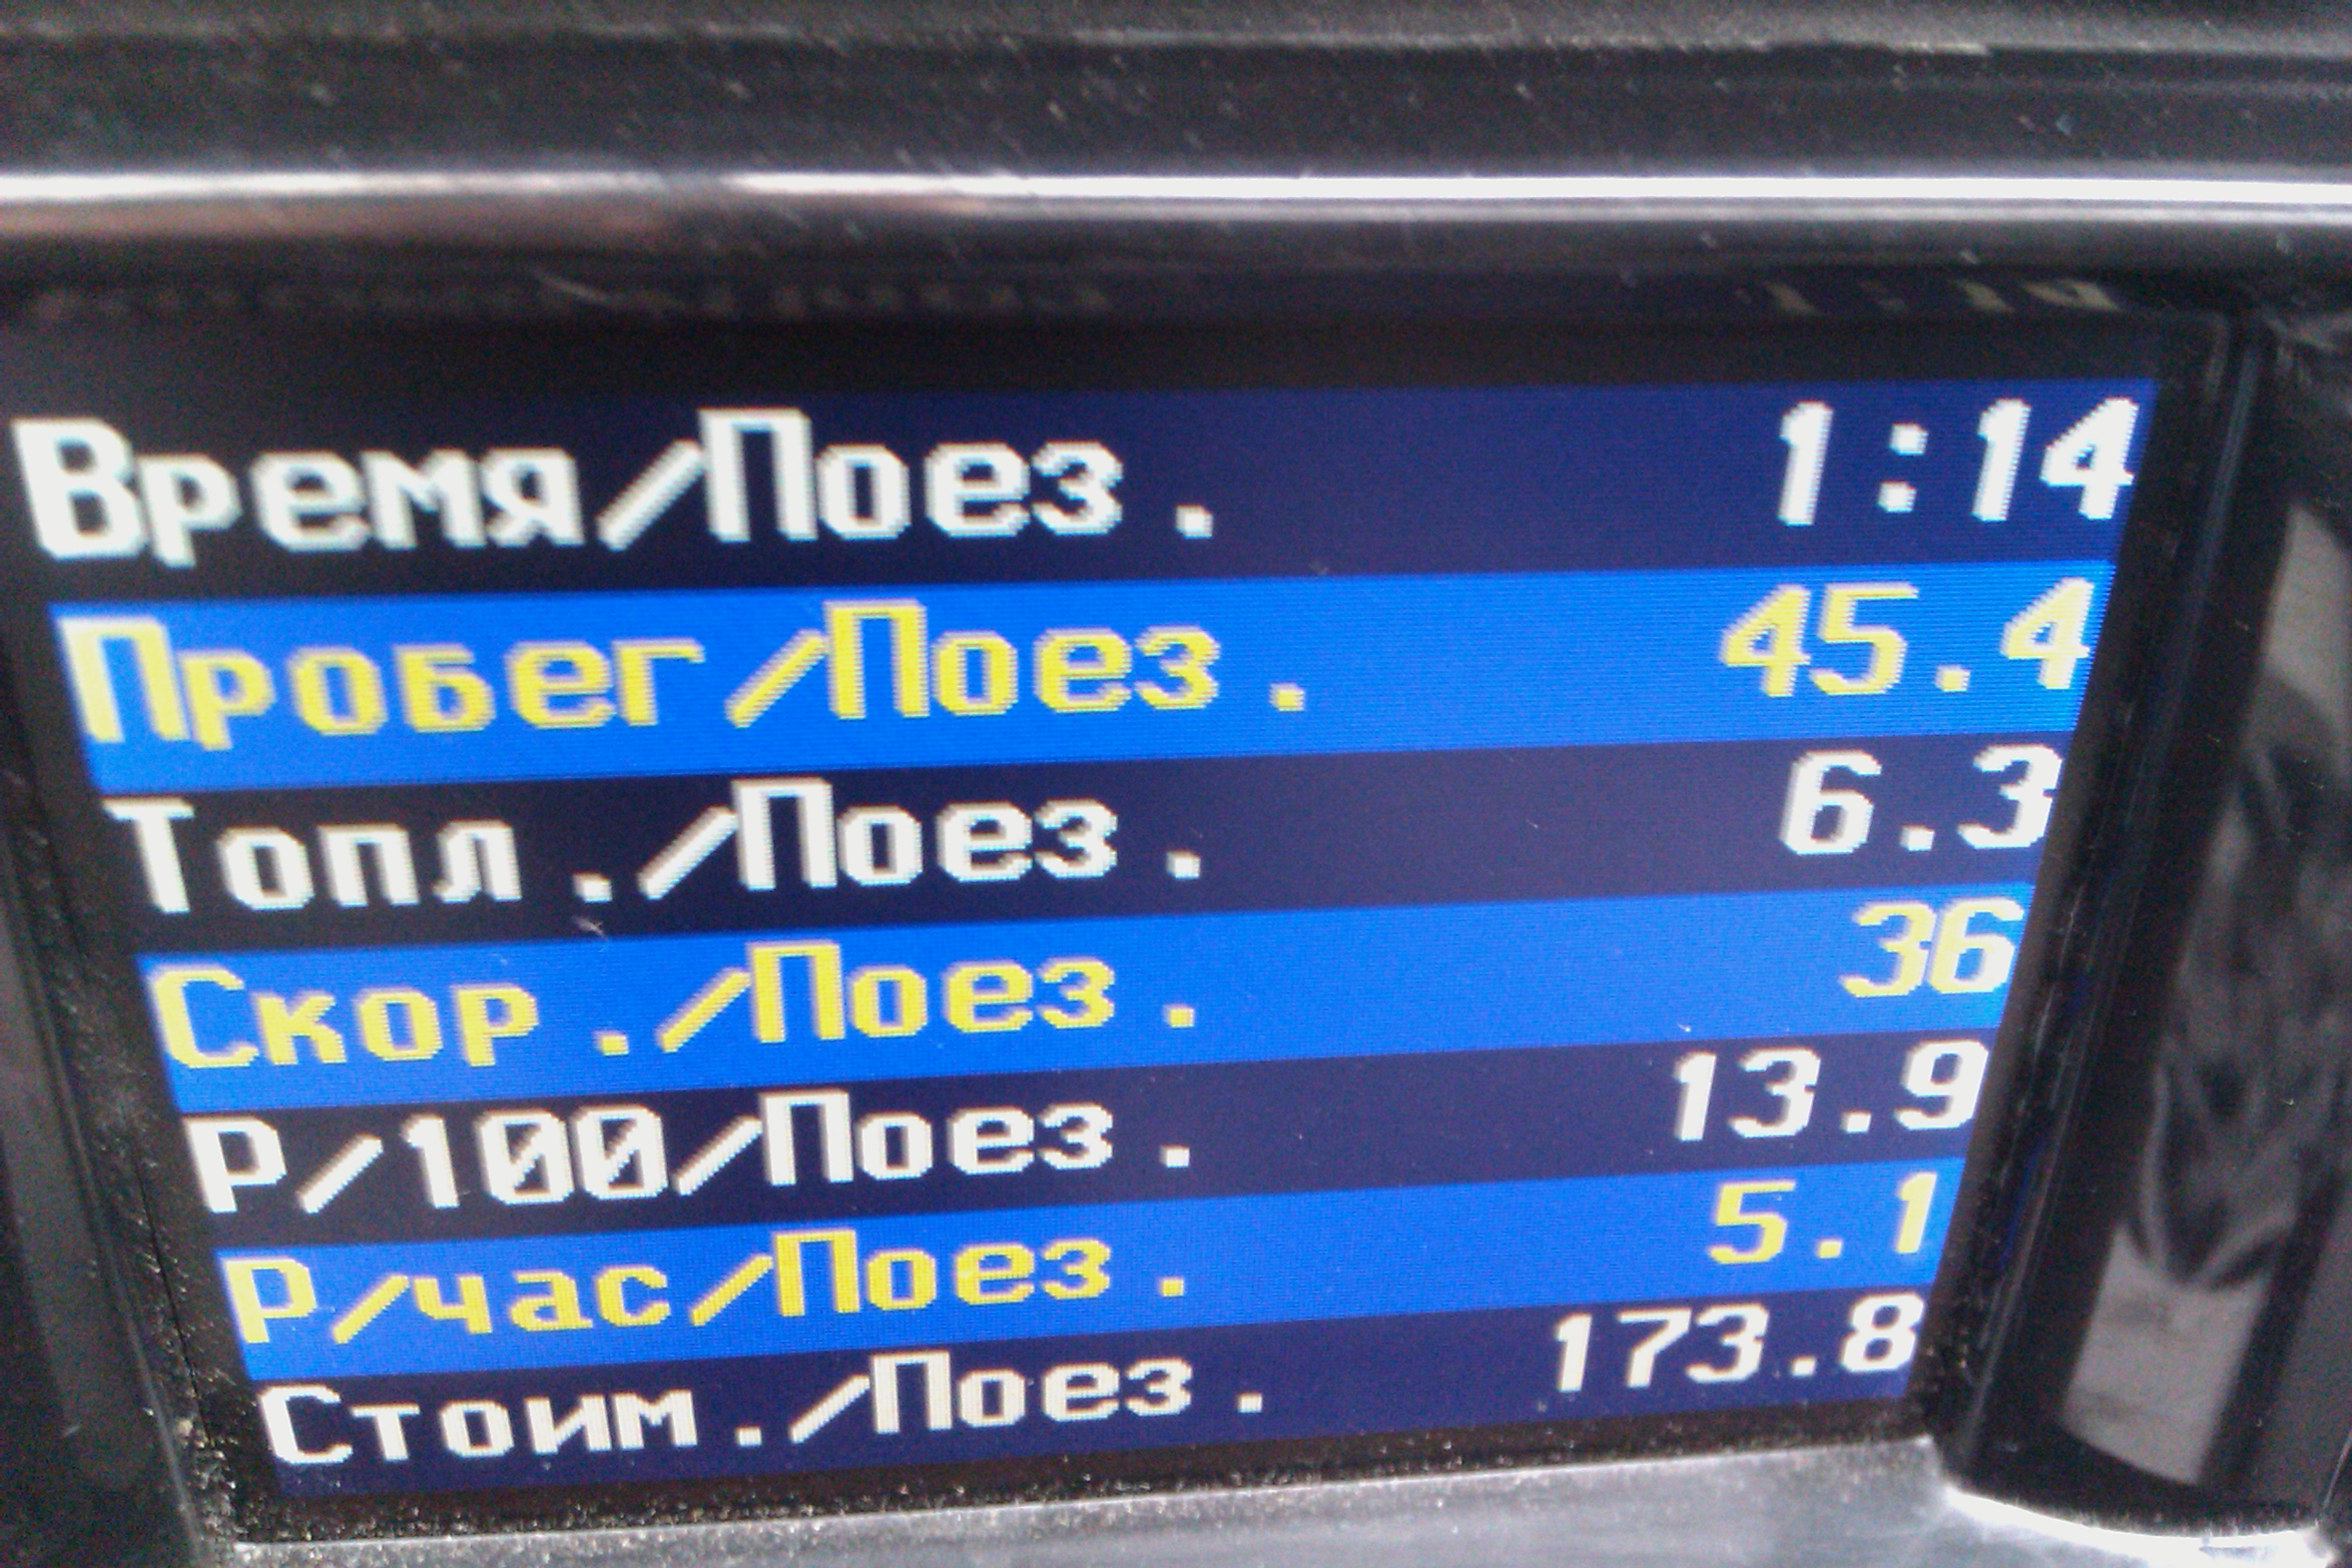 Время/Поез. 1:14
Пробег/Поез. 45.4
Топл./Поез. 6.3
Скор./Поез. 36
Р/100/Поез. 13.9
Р/час/Поез. 5.1
Стоим./Поез. 173.8